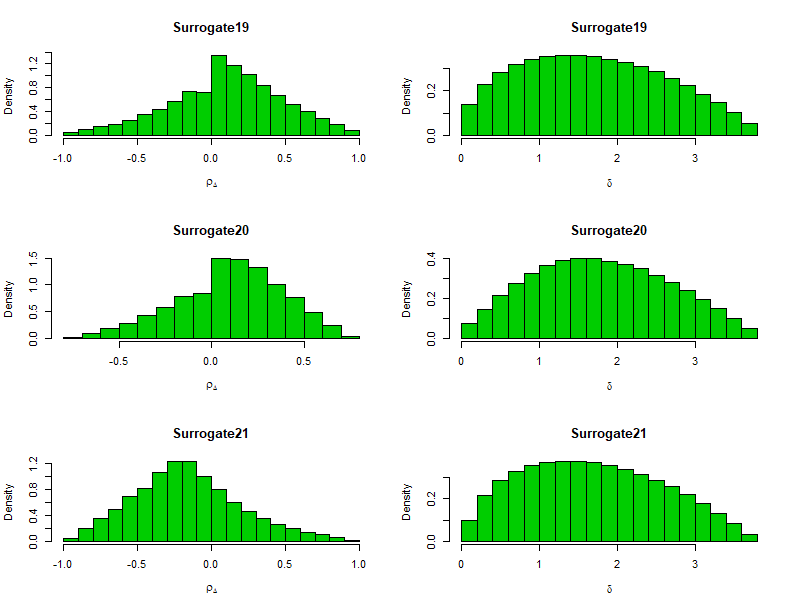 Surrogate19
Density
0.0 0.4 0.8 1.2
-1.0 -0.5 0.0 0.5 1.0
ρΔ
Surrogate19
Density
0.0 0.2
0 1 2 3
δ
Surrogate20
Density
0.0 0.5 1.0 1.5
-0.5 0.0 0.5
ρΔ
Surrogate20
Density
0.0 0.2 0.4
0 1 2 3
δ
Surrogate21
Density
0.0 0.4 0.8 1.2
-1.0 -0.5 0.0 0.5 1.0
ρΔ
Surrogate21
Density
0.0 0.2
0 1 2 3
δ